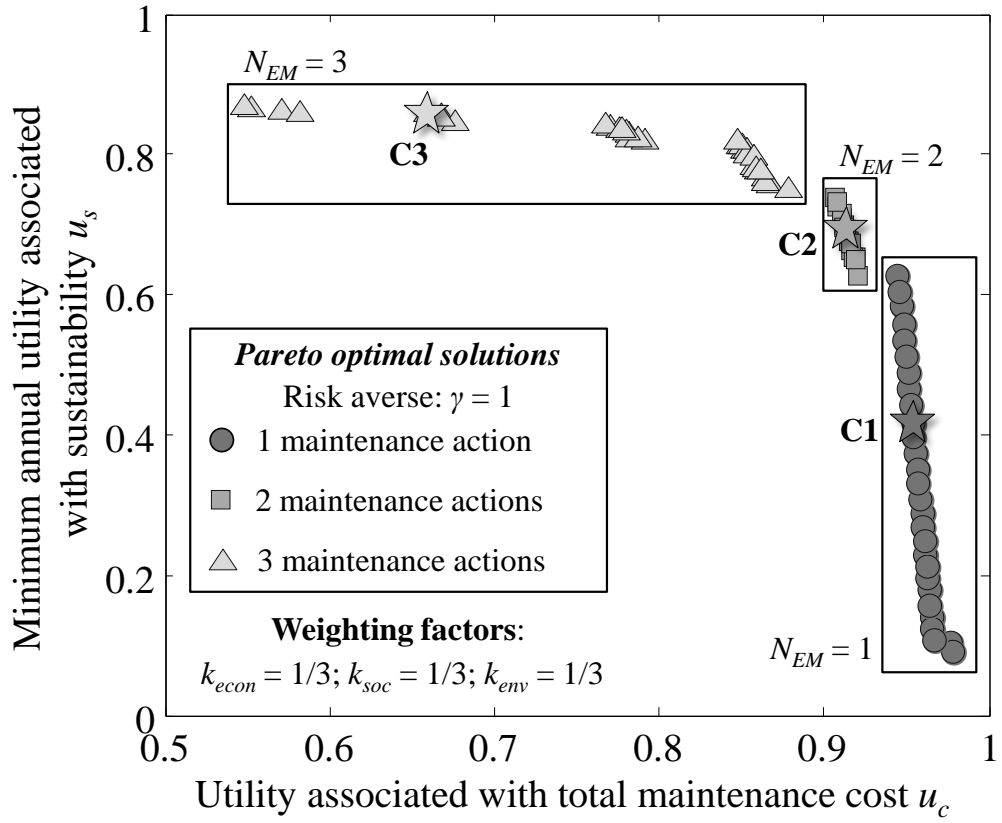 Minimum annual utility associated
with sustainability u_s
1
0.8
0.6
0.4
0.2
0
N_EM = 3
C3
N_EM = 2
C2
C1
N_EM = 1
Pareto optimal solutions
Risk averse: γ = 1
1 maintenance action
2 maintenance actions
3 maintenance actions
Weighting factors:
k_econ = 1/3; k_soc = 1/3; k_env = 1/3
0.5 0.6 0.7 0.8 0.9 1
Utility associated with total maintenance cost u_c